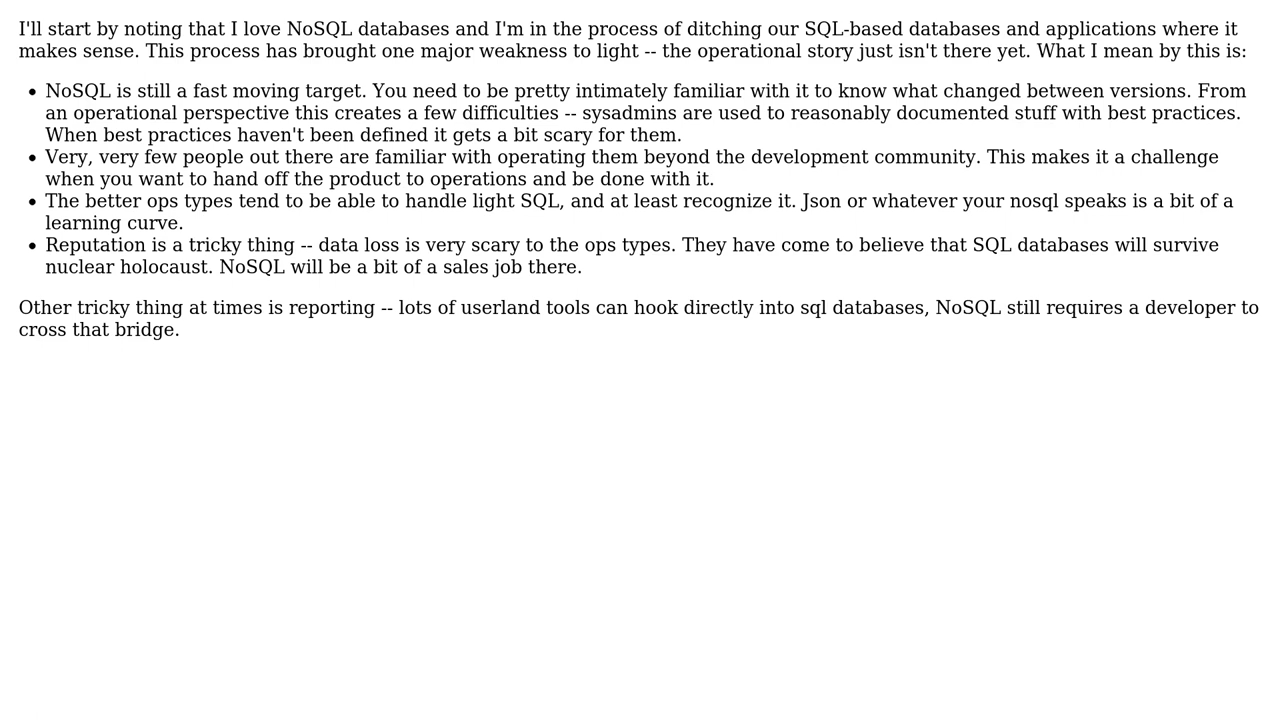 I'll start by noting that I love NoSQL databases and I'm in the process of ditching our SQL-based databases and applications where it
makes sense. This process has brought one major weakness to light -- the operational story just isn't there yet. What I mean by this is:
• NoSQL is still a fast moving target. You need to be pretty intimately familiar with it to know what changed between versions. From
an operational perspective this creates a few difficulties -- sysadmins are used to reasonably documented stuff with best practices.
When best practices haven't been defined it gets a bit scary for them.
• Very, very few people out there are familiar with operating them beyond the development community. This makes it a challenge
when you want to hand off the product to operations and be done with it.
• The better ops types tend to be able to handle light SQL, and at least recognize it. Json or whatever your nosql speaks is a bit of a
learning curve.
• Reputation is a tricky thing -- data loss is very scary to the ops types. They have come to believe that SQL databases will survive
nuclear holocaust. NoSQL will be a bit of a sales job there.
Other tricky thing at times is reporting -- lots of userland tools can hook directly into sql databases, NoSQL still requires a developer to
cross that bridge.